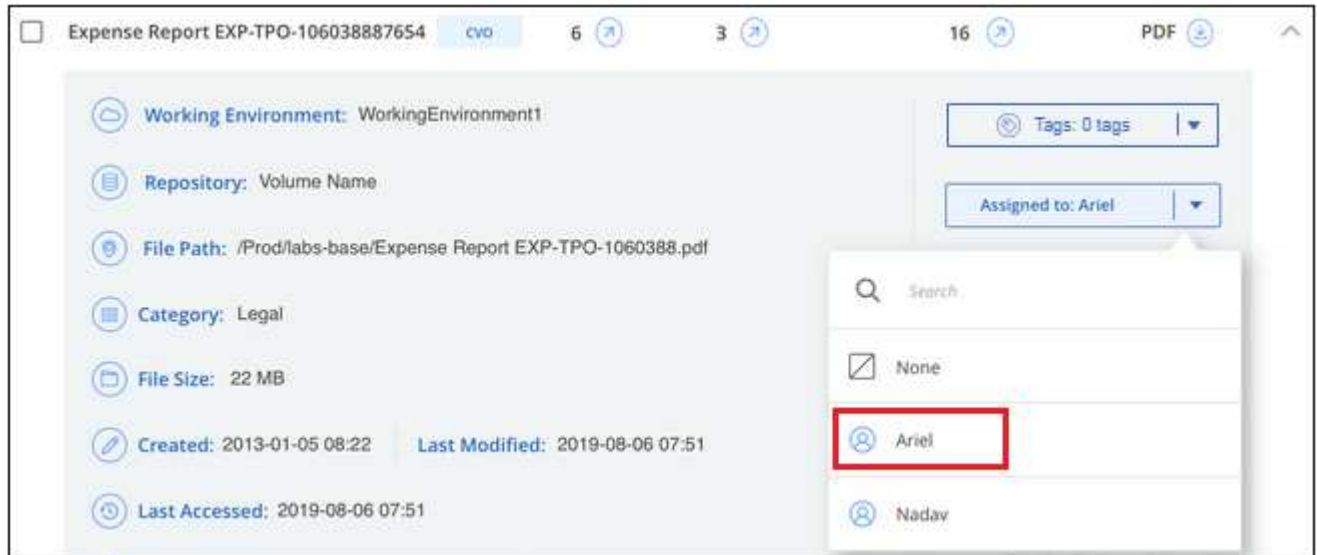 Expense Report EXP-TPO-106038887654 CVO 6 3 16 PDF
Working Environment: WorkingEnvironment1
Tags: 0 tags
Repository: Volume Name
Assigned to: Ariel
File Path: /Prod/labs-base/Expense Report EXP-TPO-1060388.pdf
Search
Category: Legal
None
File Size: 22 MB
Ariel
Created: 2013-01-05 08:22 Last Modified: 2019-08-06 07:51
Last Accessed: 2019-08-06 07:51
Nadav